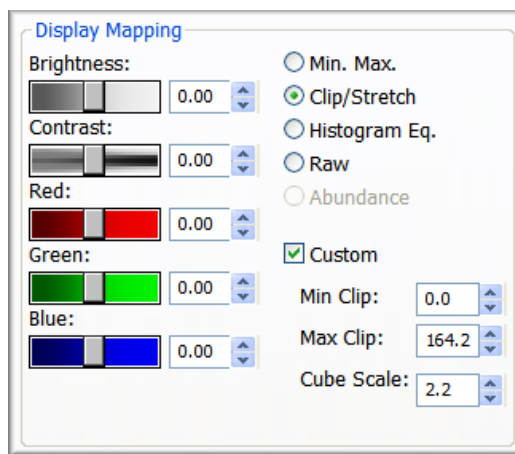 Display Mapping
Brightness:
0.00
Contrast:
0.00
Red:
0.00
Green:
0.00
Blue:
0.00
Min. Max.
Clip/Stretch
Histogram Eq.
Raw
Abundance
Custom
Min Clip: 0.0
Max Clip: 164.2
Cube Scale: 2.2